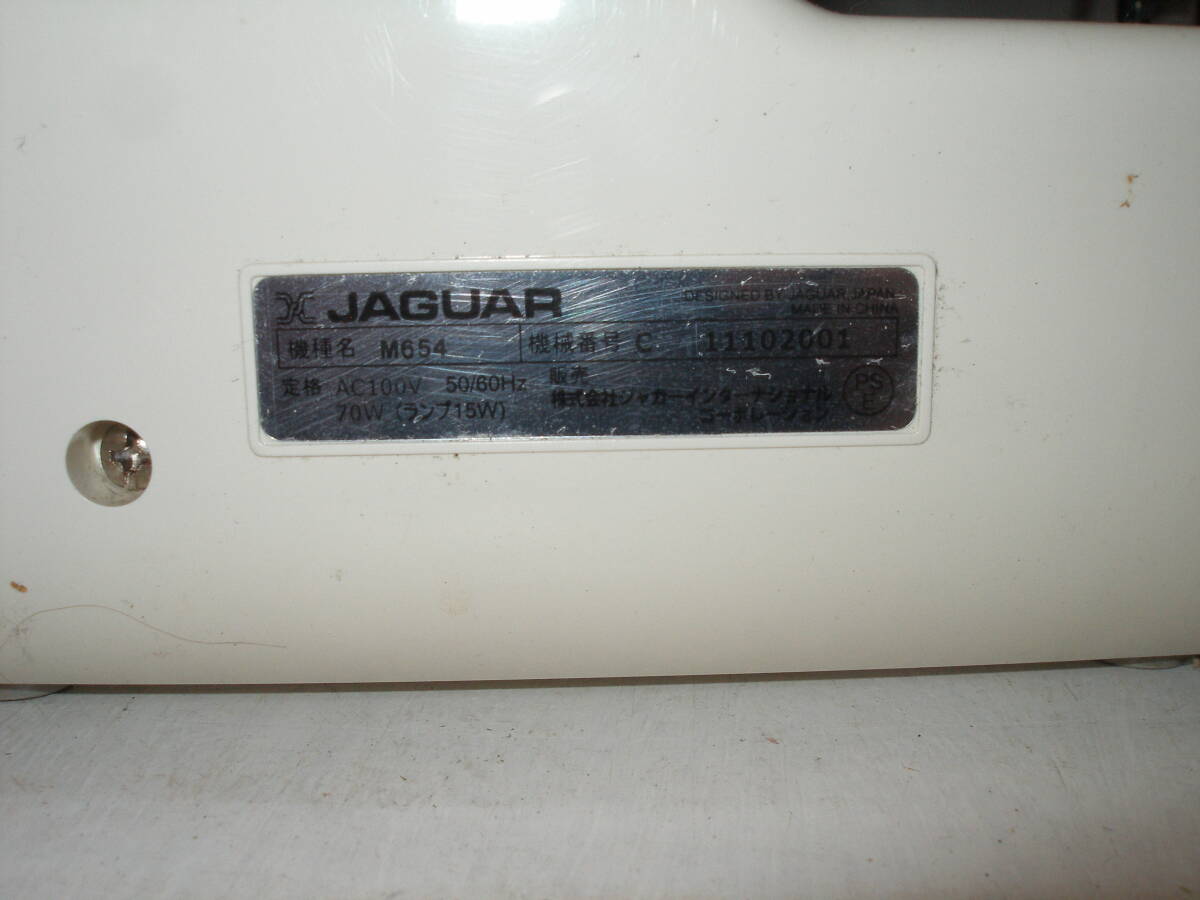 JAGUAR
DESIGNED BY JAGUAR JAPAN
MADE IN CHINA
機種名 M654
機械番号 C 11102001
定格 AC100V 50/60Hz
70W (ランプ15W)
販売
株式会社ジャガーインターナショナル
コーポレーション
PS
E